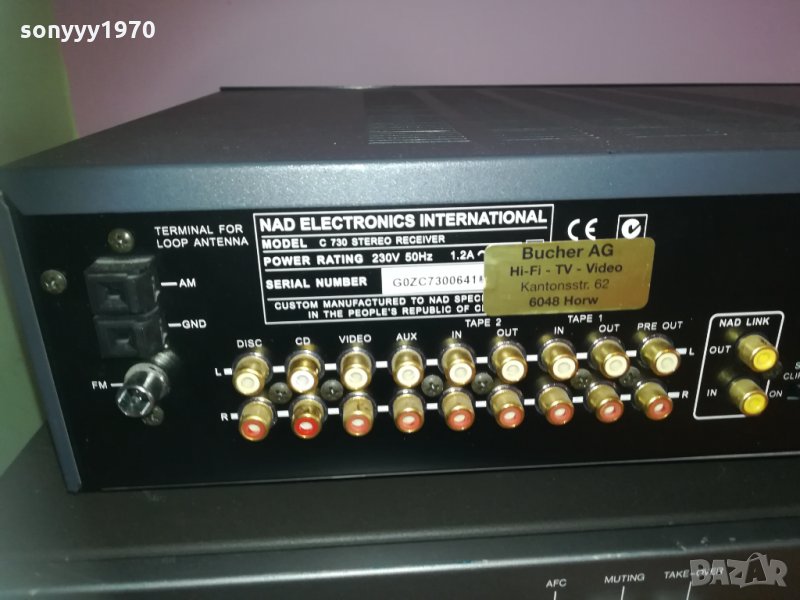 sonyyy1970
TERMINAL FOR
LOOP ANTENNA
AM
GND
FM
NAD ELECTRONICS INTERNATIONAL
MODEL C 730 STEREO RECEIVER
POWER RATING 230V 50Hz 1.2A
SERIAL NUMBER G0ZC7300641
CUSTOM MANUFACTURED TO NAD
IN THE PEOPLE'S REPUBLIC OF
CE
Bucher AG
Hi-Fi - TV - Video
Kantonsstr. 62
6048 Horw
TAPE 2 TAPE 1
DISC CD VIDEO AUX IN OUT IN OUT PRE OUT
L L
R R
NAD LINK
OUT
IN
ON
AFC MUTING TAKE-OVER
BAZAR